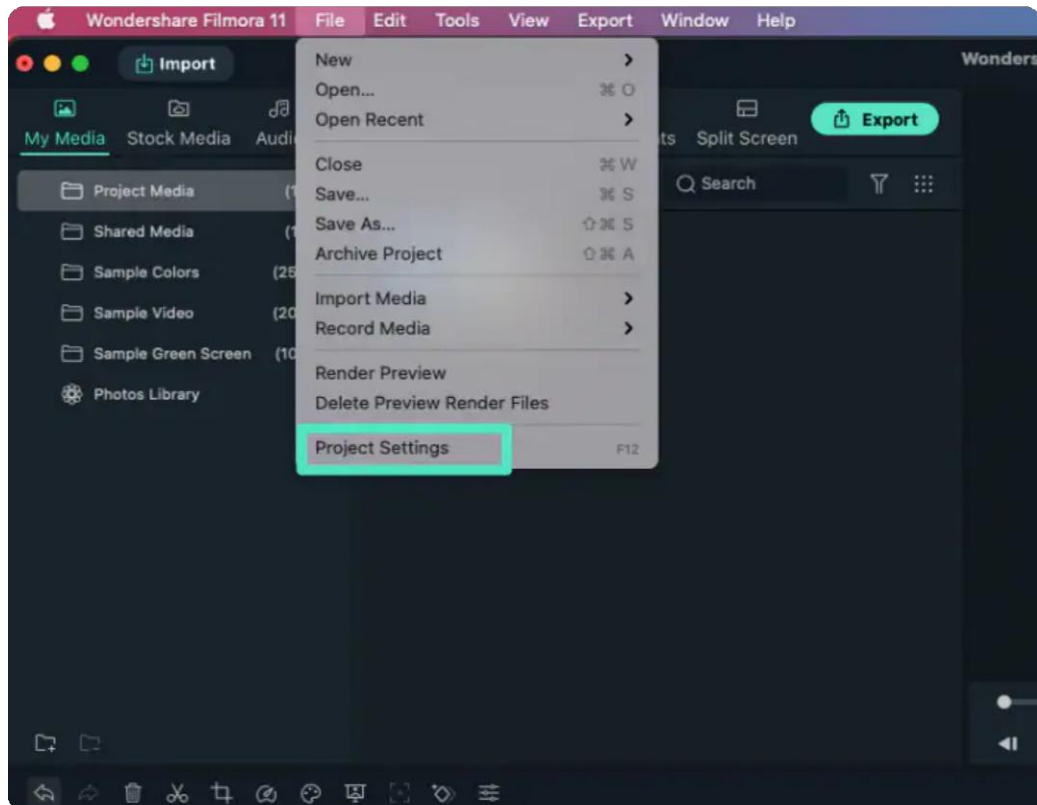 Wondershare Filmora 11 File Edit Tools View Export Window Help
Import
My Media Stock Media
Split Screen
Export
Project Media
Shared Media
Sample Colors
Sample Video
Sample Green Screen
Photos Library
New
Open... ⌘ O
Open Recent
Close ⌘ W
Save... ⌘ S
Save As... ⇧⌘ S
Archive Project ⇧⌘ A
Import Media
Record Media
Render Preview
Delete Preview Render Files
Project Settings F12
Search